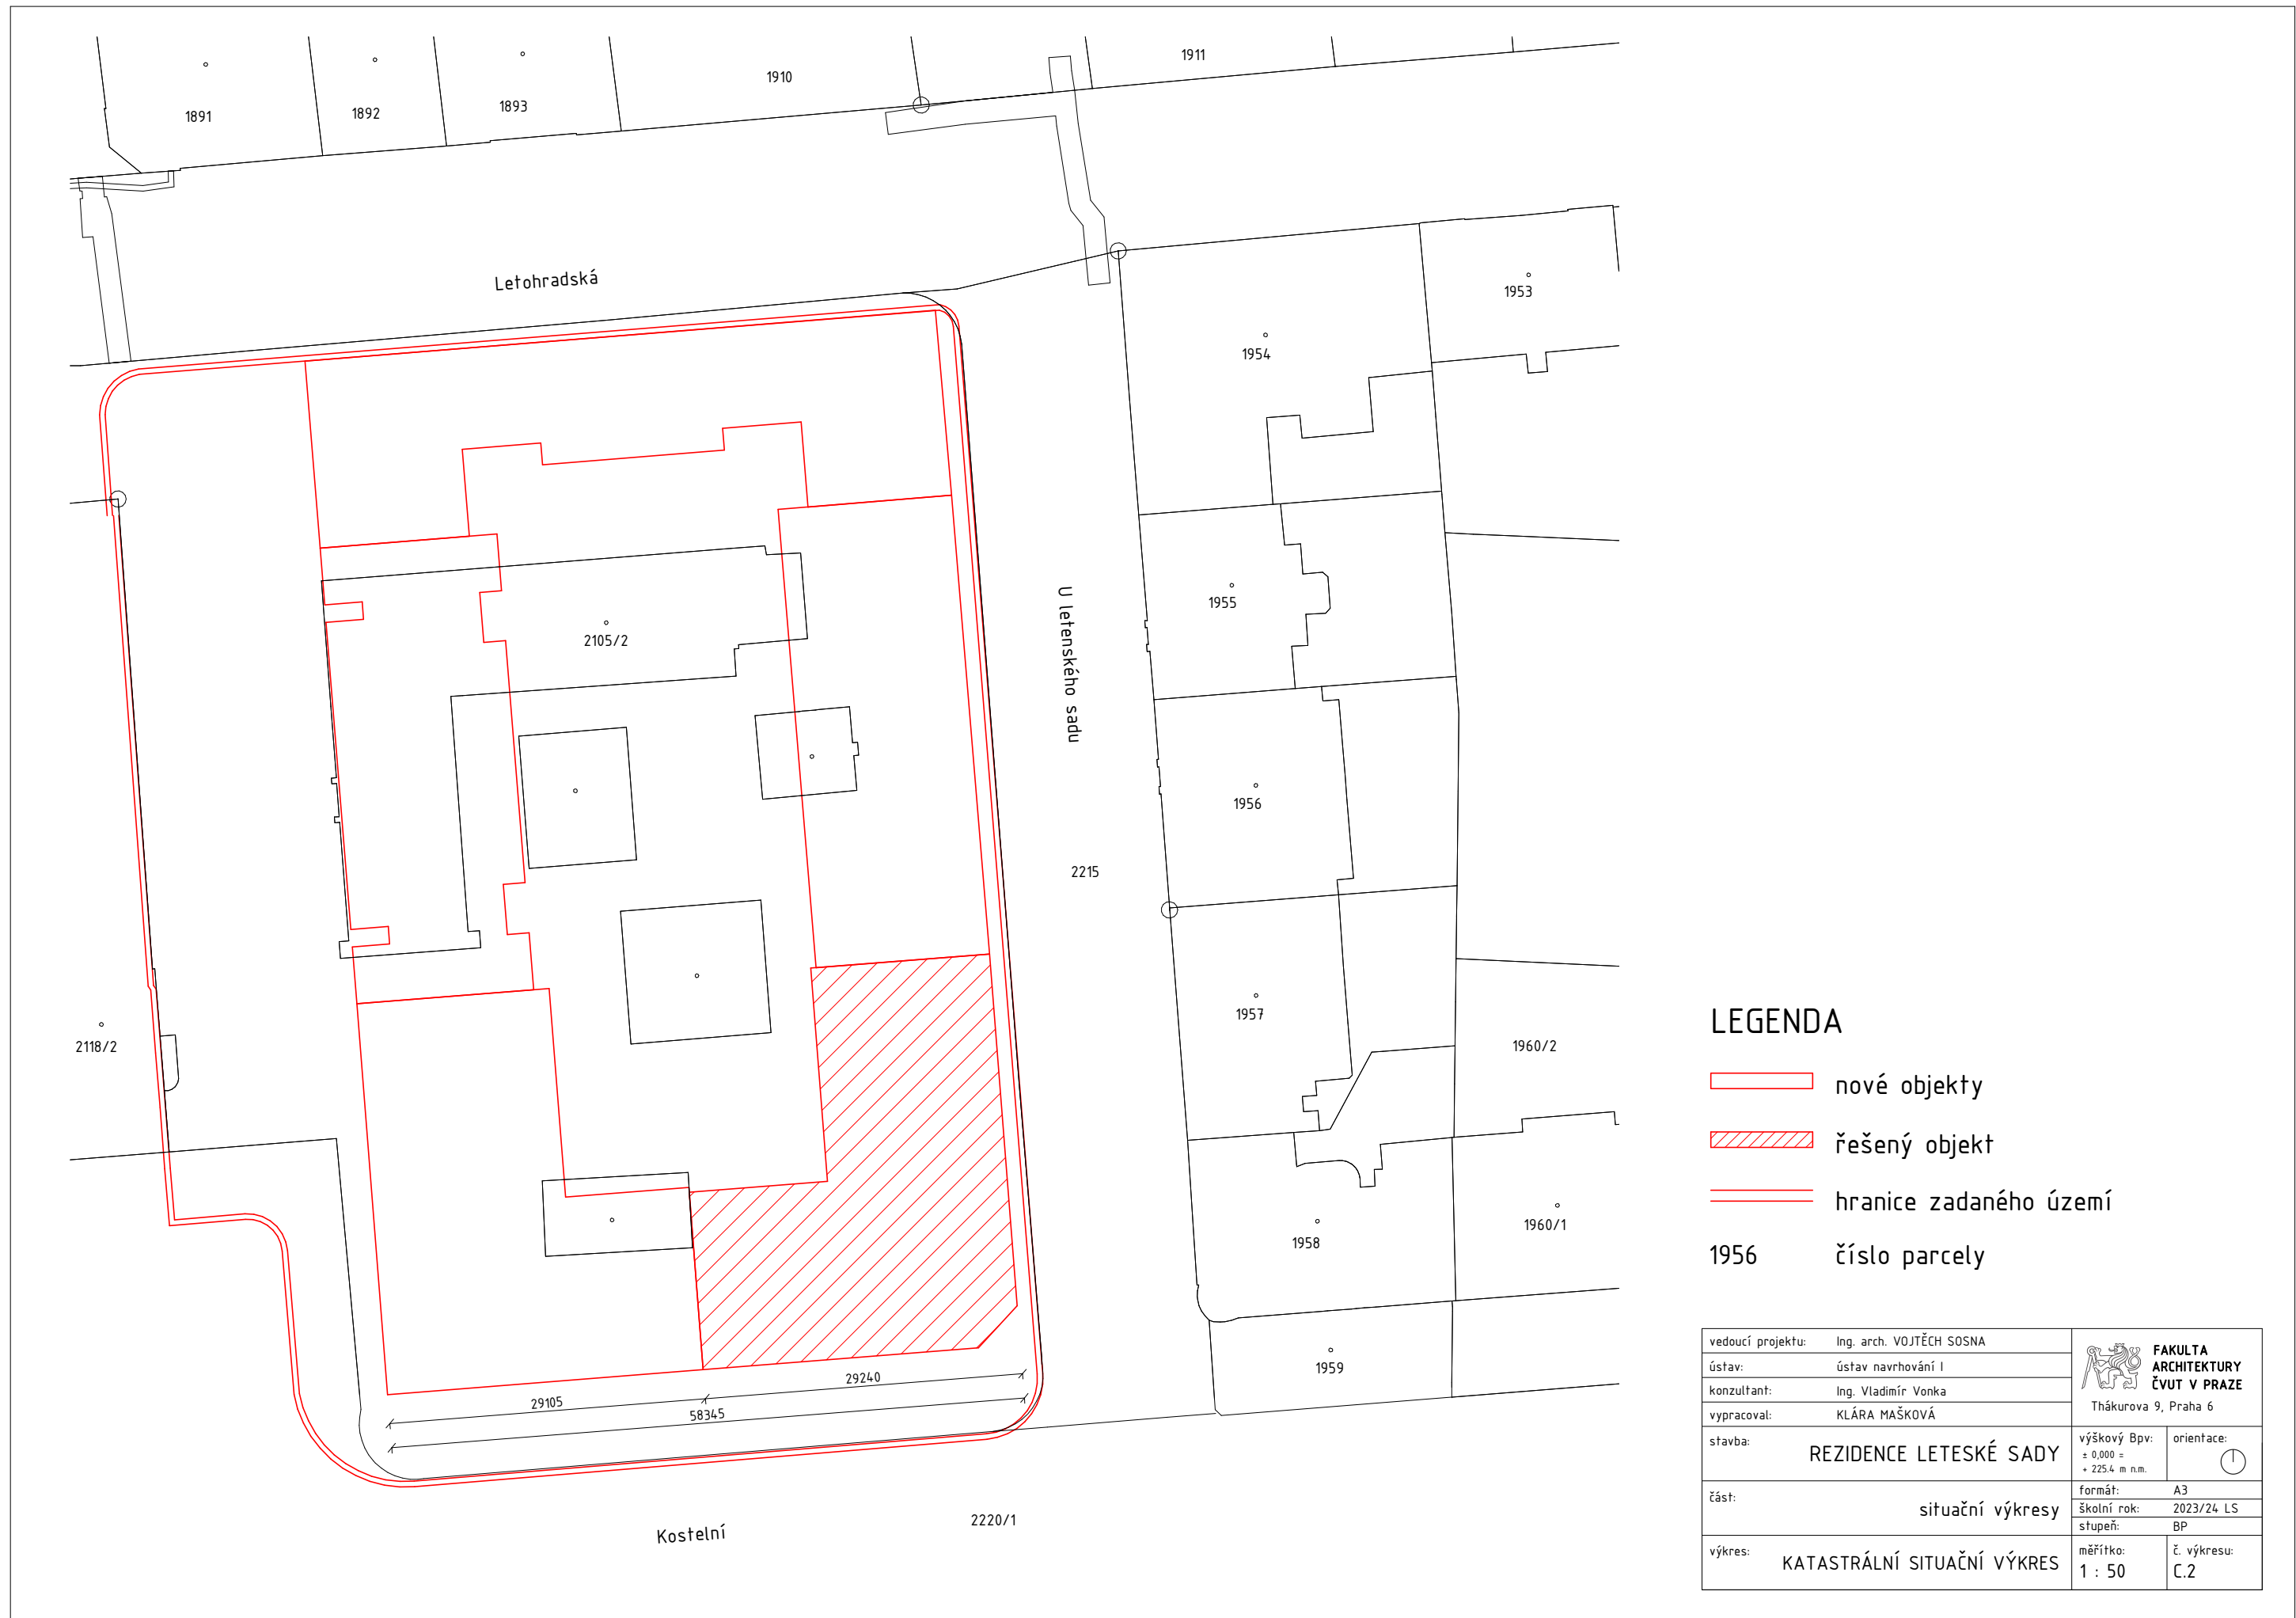 1891
1892
1893
1910
1911
Letohradská
1953
1954
1955
2105/2
U letenského sadu
1956
2215
1957
2118/2
1960/2
1958
1960/1
1959
29105
29240
58345
Kostelní
2220/1
LEGENDA
nové objekty
řešený objekt
hranice zadaného území
1956 číslo parcely
vedoucí projektu: Ing. arch. VOJTĚCH SOSNA
ústav: ústav navrhování I
konzultant: Ing. Vladimír Vonka
vypracoval: KLÁRA MAŠKOVÁ
FAKULTA
ARCHITEKTURY
ČVUT V PRAZE
Thákurova 9, Praha 6
stavba: REZIDENCE LETESKÉ SADY
výškový Bpv:
± 0,000 =
+ 225.4 m n.m.
orientace:
část: situační výkresy
formát: A3
školní rok: 2023/24 LS
stupeň: BP
výkres: KATASTRÁLNÍ SITUAČNÍ VÝKRES
měřítko:
1 : 50
č. výkresu:
C.2